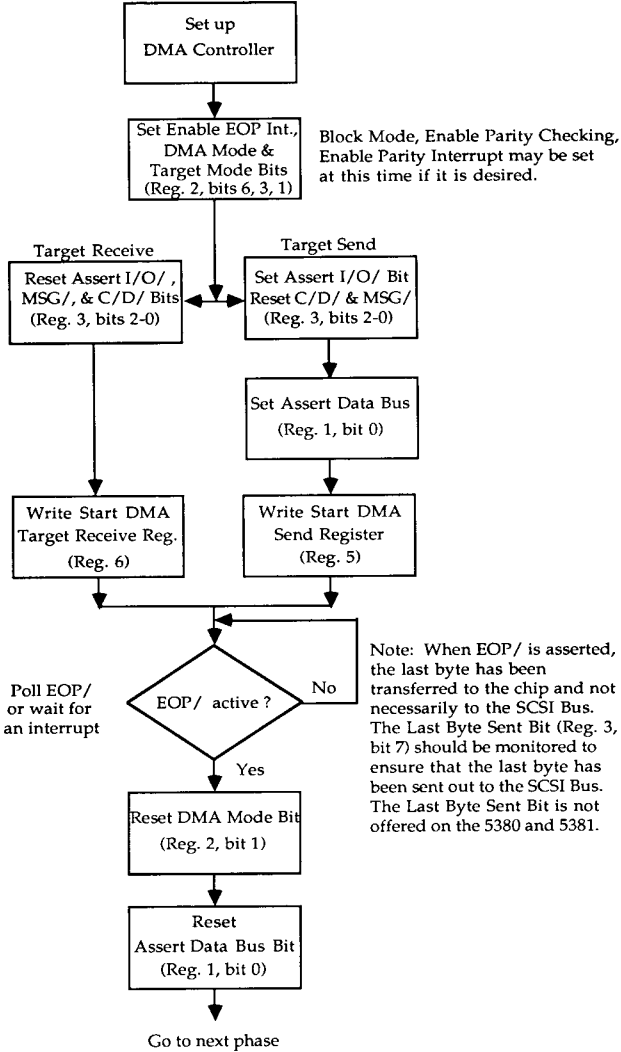 Set up
DMA Controller
Set Enable EOP Int.,
DMA Mode &
Target Mode Bits
(Reg. 2, bits 6, 3, 1)
Block Mode, Enable Parity Checking,
Enable Parity Interrupt may be set
at this time if it is desired.
Target Receive
Reset Assert I/O/ ,
MSG/, & C/D/ Bits
(Reg. 3, bits 2-0)
Target Send
Set Assert I/O/ Bit
Reset C/D/ & MSG/
(Reg. 3, bits 2-0)
Set Assert Data Bus
(Reg. 1, bit 0)
Write Start DMA
Target Receive Reg.
(Reg. 6)
Write Start DMA
Send Register
(Reg. 5)
Poll EOP/
or wait for
an interrupt
EOP/ active ?
No
Yes
Note: When EOP/ is asserted,
the last byte has been
transferred to the chip and not
necessarily to the SCSI Bus.
The Last Byte Sent Bit (Reg. 3,
bit 7) should be monitored to
ensure that the last byte has
been sent out to the SCSI Bus.
The Last Byte Sent Bit is not
offered on the 5380 and 5381.
Reset DMA Mode Bit
(Reg. 2, bit 1)
Reset
Assert Data Bus Bit
(Reg. 1, bit 0)
Go to next phase